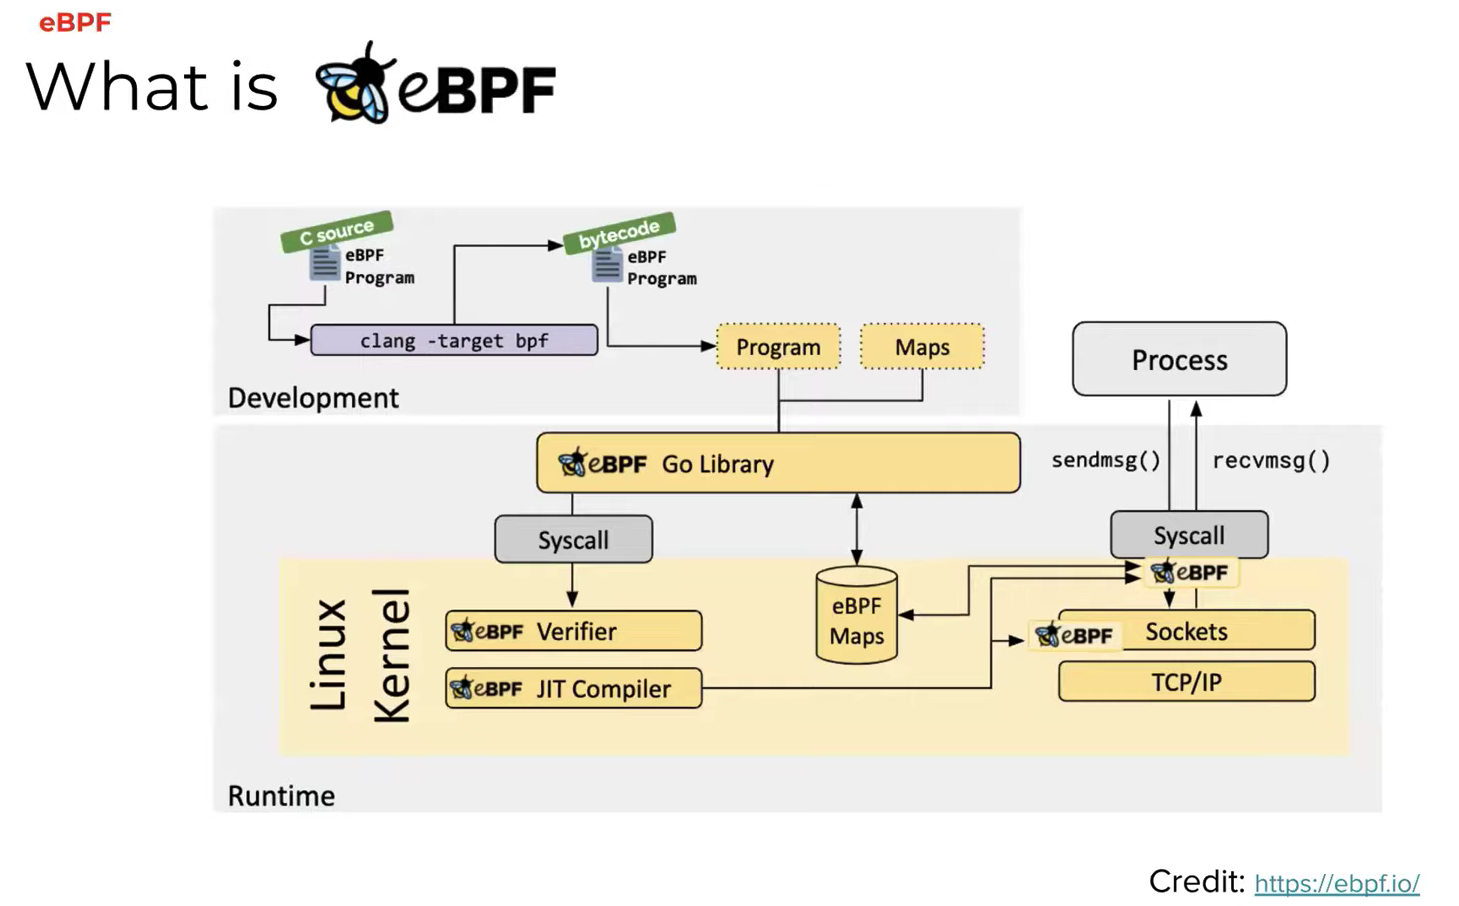 eBPF
What is eBPF
C source
eBPF
Program
bytecode
eBPF
Program
clang -target bpf
Program
Maps
Development
Process
eBPF Go Library
sendmsg()
recvmsg()
Syscall
Syscall
eBPF
Linux
Kernel
eBPF Verifier
eBPF
Maps
eBPF Sockets
eBPF JIT Compiler
TCP/IP
Runtime
Credit: https://ebpf.io/